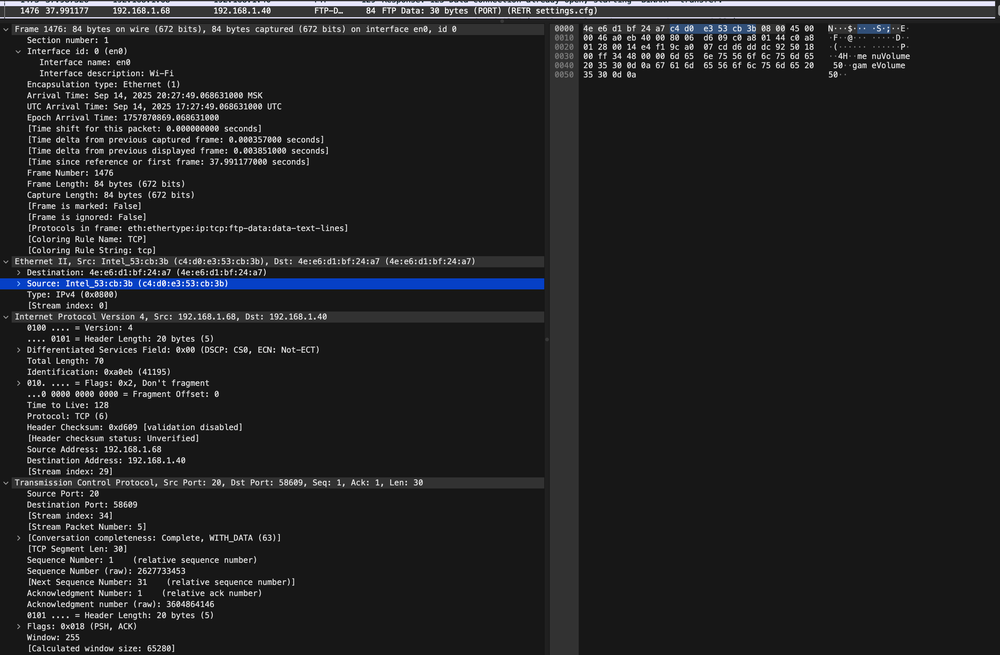 1476 37.991177 192.168.1.68 192.168.1.40 FTP-D… 84 FTP Data: 30 bytes (PORT) (RETR settings.cfg)
Frame 1476: 84 bytes on wire (672 bits), 84 bytes captured (672 bits) on interface en0, id 0
Section number: 1
Interface id: 0 (en0)
Interface name: en0
Interface description: Wi-Fi
Encapsulation type: Ethernet (1)
Arrival Time: Sep 14, 2025 20:27:49.068631000 MSK
UTC Arrival Time: Sep 14, 2025 17:27:49.068631000 UTC
Epoch Arrival Time: 1757870869.068631000
[Time shift for this packet: 0.000000000 seconds]
[Time delta from previous captured frame: 0.000357000 seconds]
[Time delta from previous displayed frame: 0.003851000 seconds]
[Time since reference or first frame: 37.991177000 seconds]
Frame Number: 1476
Frame Length: 84 bytes (672 bits)
Capture Length: 84 bytes (672 bits)
[Frame is marked: False]
[Frame is ignored: False]
[Protocols in frame: eth:ethertype:ip:tcp:ftp-data:data-text-lines]
[Coloring Rule Name: TCP]
[Coloring Rule String: tcp]
Ethernet II, Src: Intel_53:cb:3b (c4:d0:e3:53:cb:3b), Dst: 4e:e6:d1:bf:24:a7 (4e:e6:d1:bf:24:a7)
Destination: 4e:e6:d1:bf:24:a7 (4e:e6:d1:bf:24:a7)
Source: Intel_53:cb:3b (c4:d0:e3:53:cb:3b)
Type: IPv4 (0x0800)
[Stream index: 0]
Internet Protocol Version 4, Src: 192.168.1.68, Dst: 192.168.1.40
0100 .... = Version: 4
.... 0101 = Header Length: 20 bytes (5)
Differentiated Services Field: 0x00 (DSCP: CS0, ECN: Not-ECT)
Total Length: 70
Identification: 0xa0eb (41195)
010. .... = Flags: 0x2, Don't fragment
...0 0000 0000 0000 = Fragment Offset: 0
Time to Live: 128
Protocol: TCP (6)
Header Checksum: 0xd609 [validation disabled]
[Header checksum status: Unverified]
Source Address: 192.168.1.68
Destination Address: 192.168.1.40
[Stream index: 29]
Transmission Control Protocol, Src Port: 20, Dst Port: 58609, Seq: 1, Ack: 1, Len: 30
Source Port: 20
Destination Port: 58609
[Stream index: 34]
[Stream Packet Number: 5]
[Conversation completeness: Complete, WITH_DATA (63)]
[TCP Segment Len: 30]
Sequence Number: 1 (relative sequence number)
Sequence Number (raw): 2627733453
[Next Sequence Number: 31 (relative sequence number)]
Acknowledgment Number: 1 (relative ack number)
Acknowledgment number (raw): 3604864146
0101 .... = Header Length: 20 bytes (5)
Flags: 0x018 (PSH, ACK)
Window: 255
[Calculated window size: 65280]
0000 4e e6 d1 bf 24 a7 c4 d0 e3 53 cb 3b 08 00 45 00 N···$··· ·S·;··E·
0010 00 46 a0 eb 40 00 80 06 d6 09 c0 a8 01 44 c0 a8 ·F··@··· ·····D··
0020 01 28 00 14 e4 f1 9c a0 07 cd d6 dd dc 92 50 18 ·(······ ······P·
0030 00 ff 34 48 00 00 6d 65 6e 75 56 6f 6c 75 6d 65 ··4H··me nuVolume
0040 20 35 30 0d 0a 67 61 6d 65 56 6f 6c 75 6d 65 20 50··gam eVolume
0050 35 30 0d 0a 50··